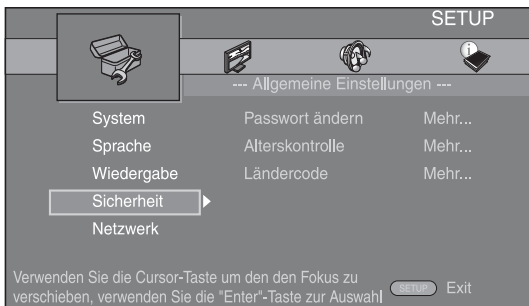 SETUP
--- Allgemeine Einstellungen ---
System
Passwort ändern Mehr...
Sprache
Alterskontrolle Mehr...
Wiedergabe
Ländercode Mehr...
Sicherheit
Netzwerk
Verwenden Sie die Cursor-Taste um den den Fokus zu
verschieben, verwenden Sie die "Enter"-Taste zur Auswahl
SETUP Exit